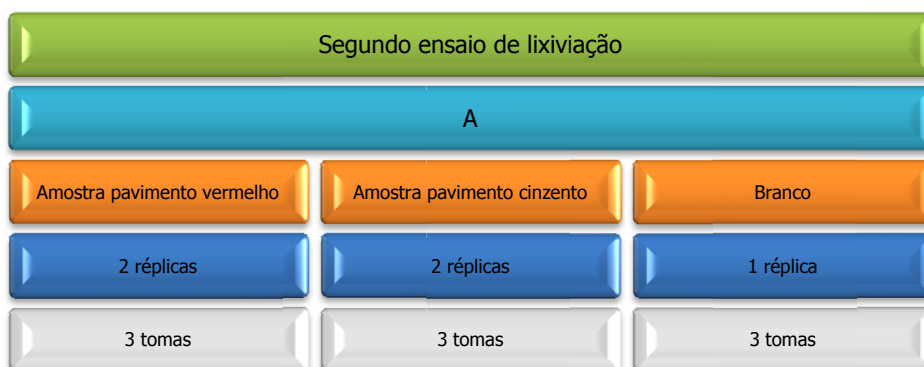 Segundo ensaio de lixiviação
A
Amostra pavimento vermelho
Amostra pavimento cinzento
Branco
2 réplicas
2 réplicas
1 réplica
3 tomas
3 tomas
3 tomas